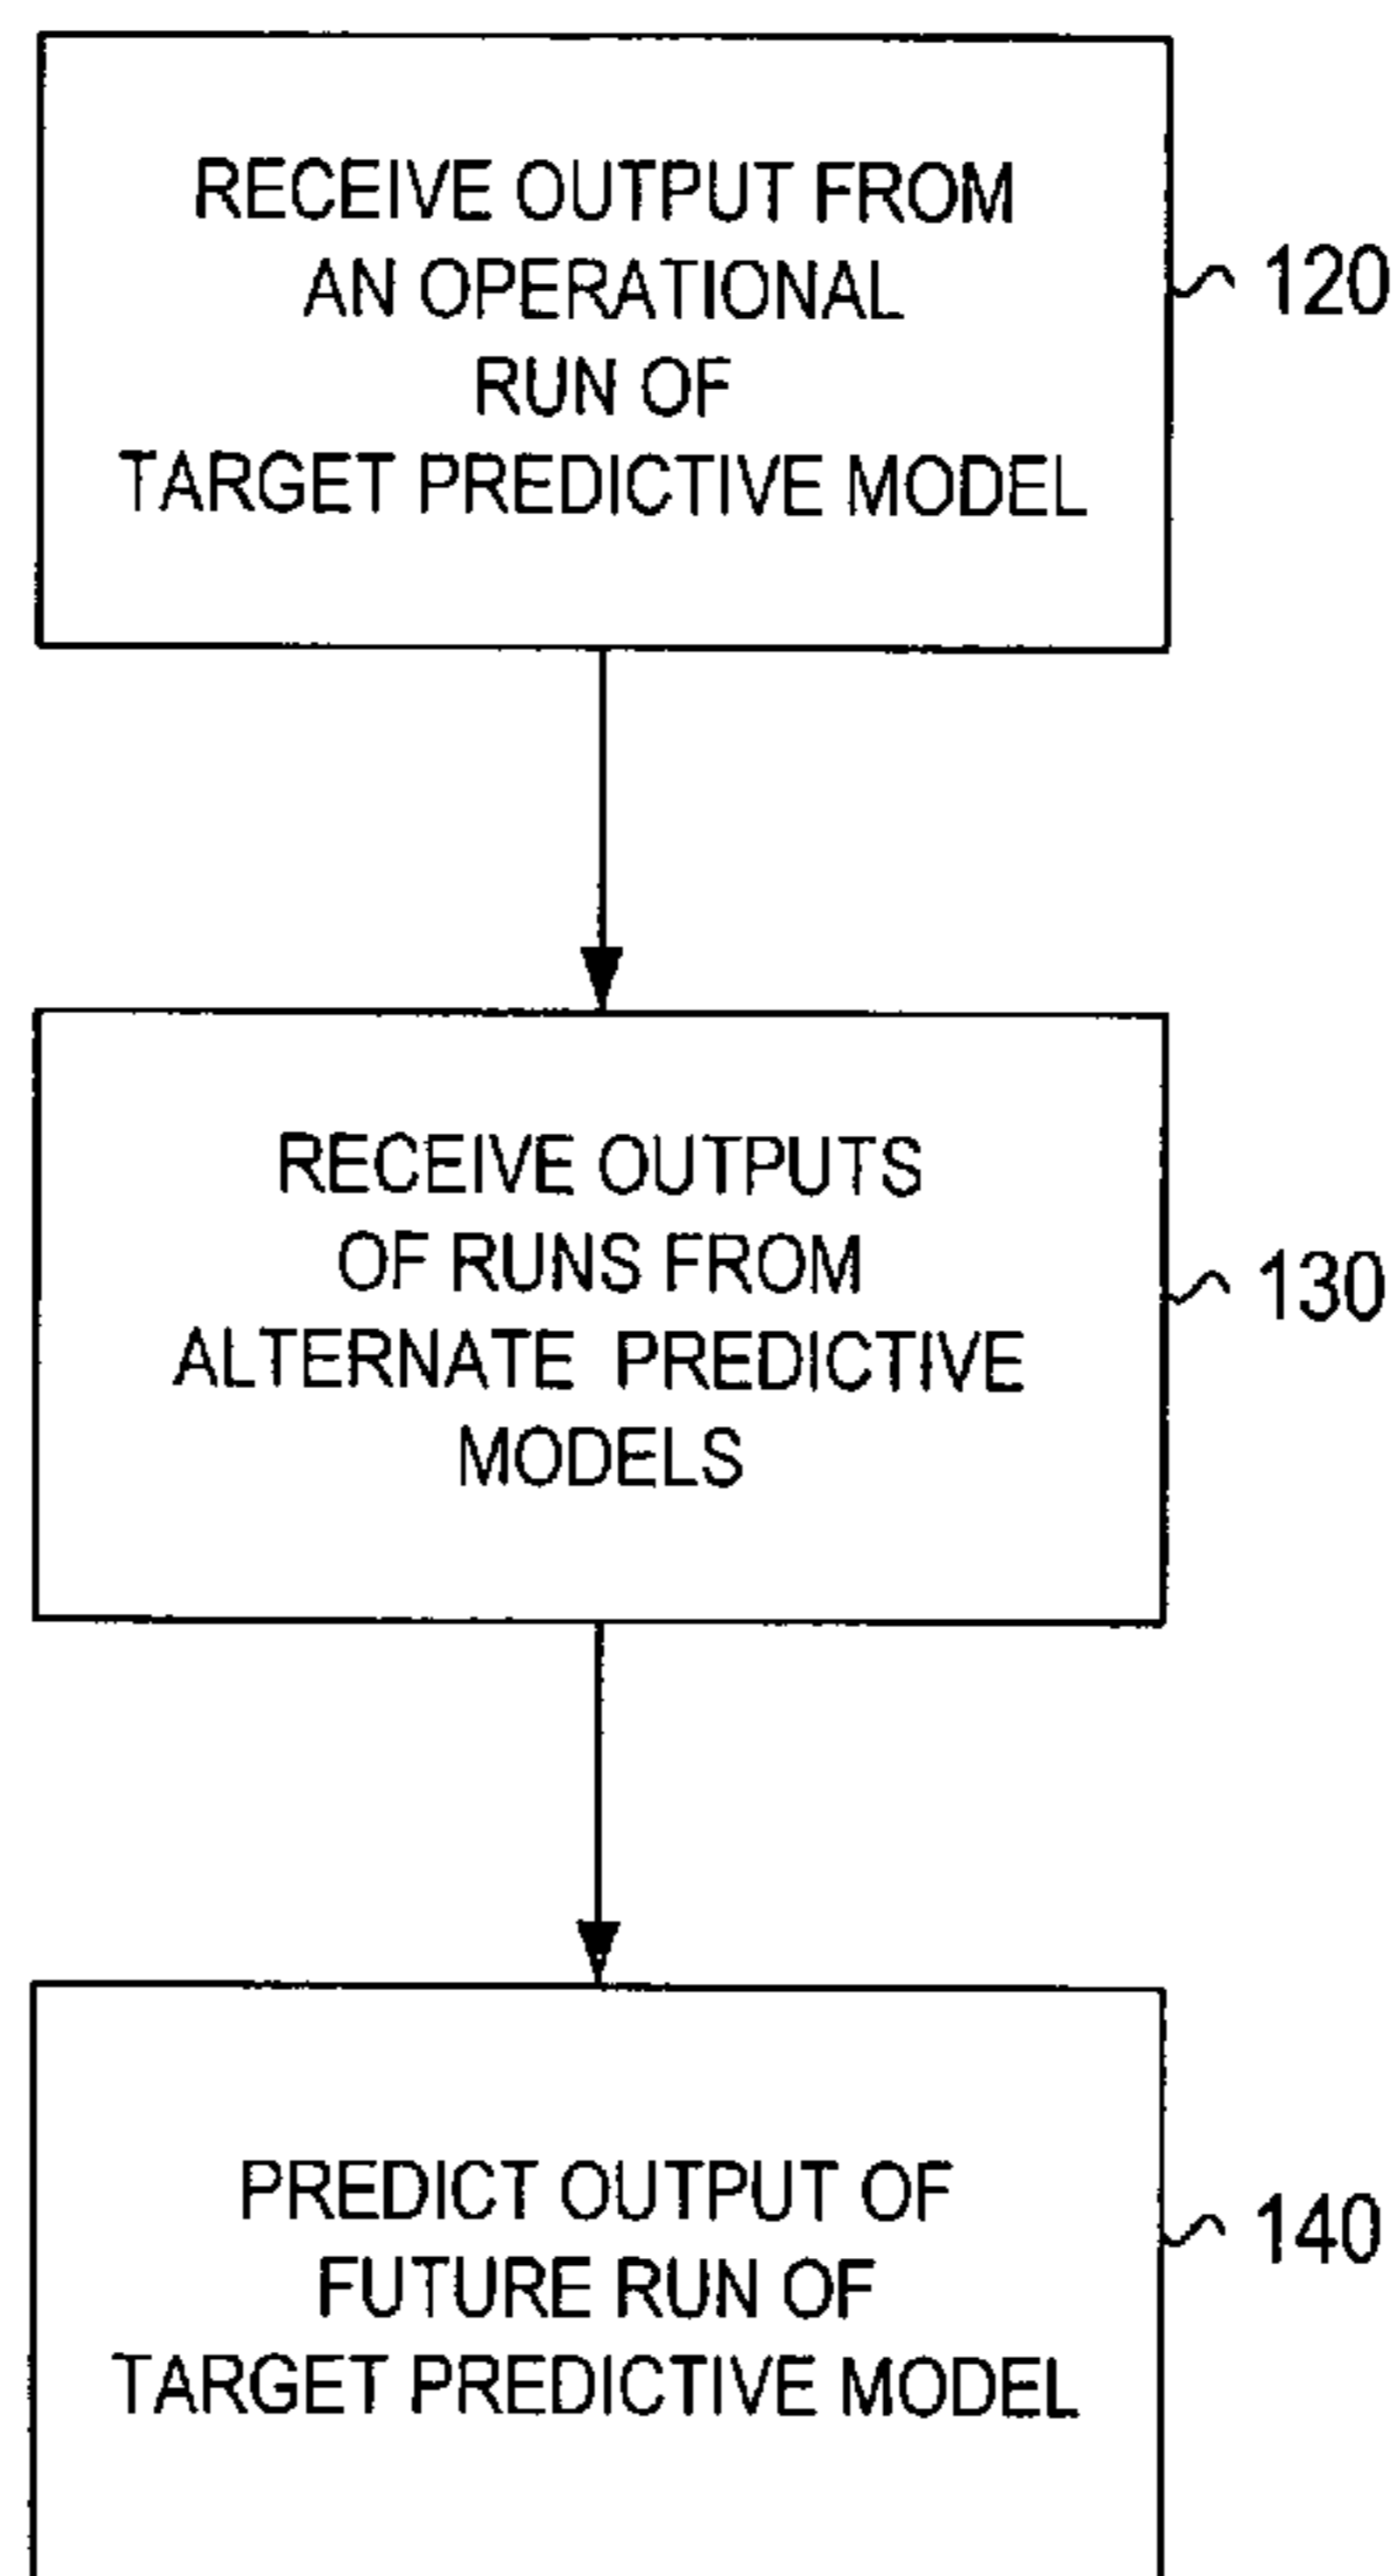 RECEIVE OUTPUT FROM
AN OPERATIONAL
RUN OF
TARGET PREDICTIVE MODEL
120
RECEIVE OUTPUTS
OF RUNS FROM
ALTERNATE PREDICTIVE
MODELS
130
PREDICT OUTPUT OF
FUTURE RUN OF
TARGET PREDICTIVE MODEL
140